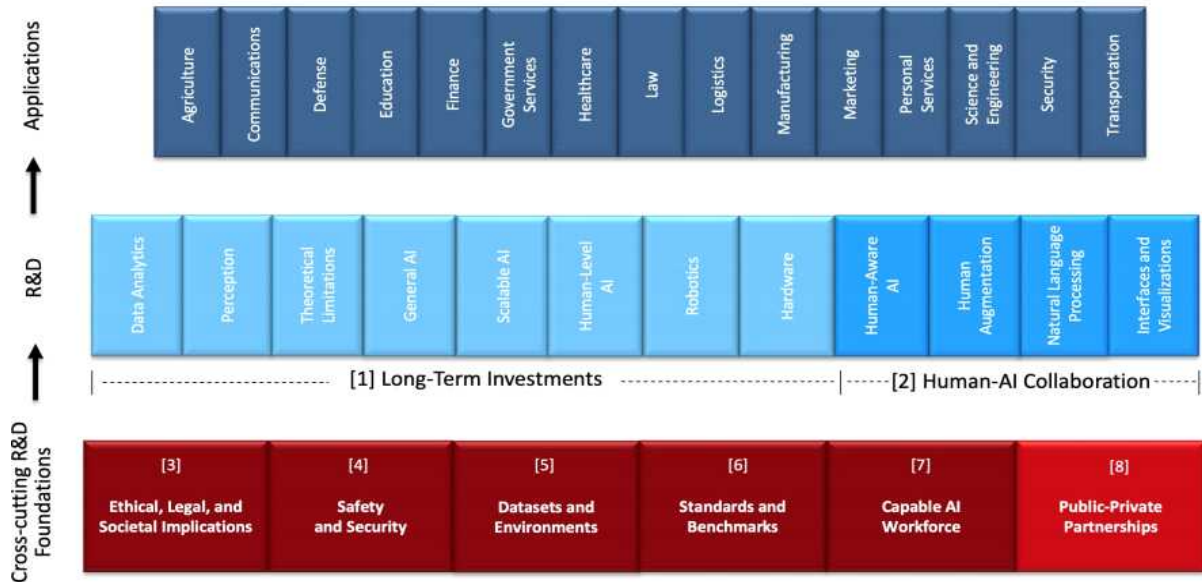 Applications
Agriculture
Communications
Defense
Education
Finance
Government
Services
Healthcare
Law
Logistics
Manufacturing
Marketing
Personal
Services
Science and
Engineering
Security
Transportation
R&D
Data Analytics
Perception
Theoretical
Limitations
General AI
Scalable AI
Human-Level
AI
Robotics
Hardware
Human-Aware
AI
Human
Augmentation
Natural Language
Processing
Interfaces and
Visualizations
[1] Long-Term Investments
[2] Human-AI Collaboration
Cross-cutting R&D
Foundations
[3]
Ethical, Legal, and
Societal Implications
[4]
Safety
and Security
[5]
Datasets and
Environments
[6]
Standards and
Benchmarks
[7]
Capable AI
Workforce
[8]
Public-Private
Partnerships